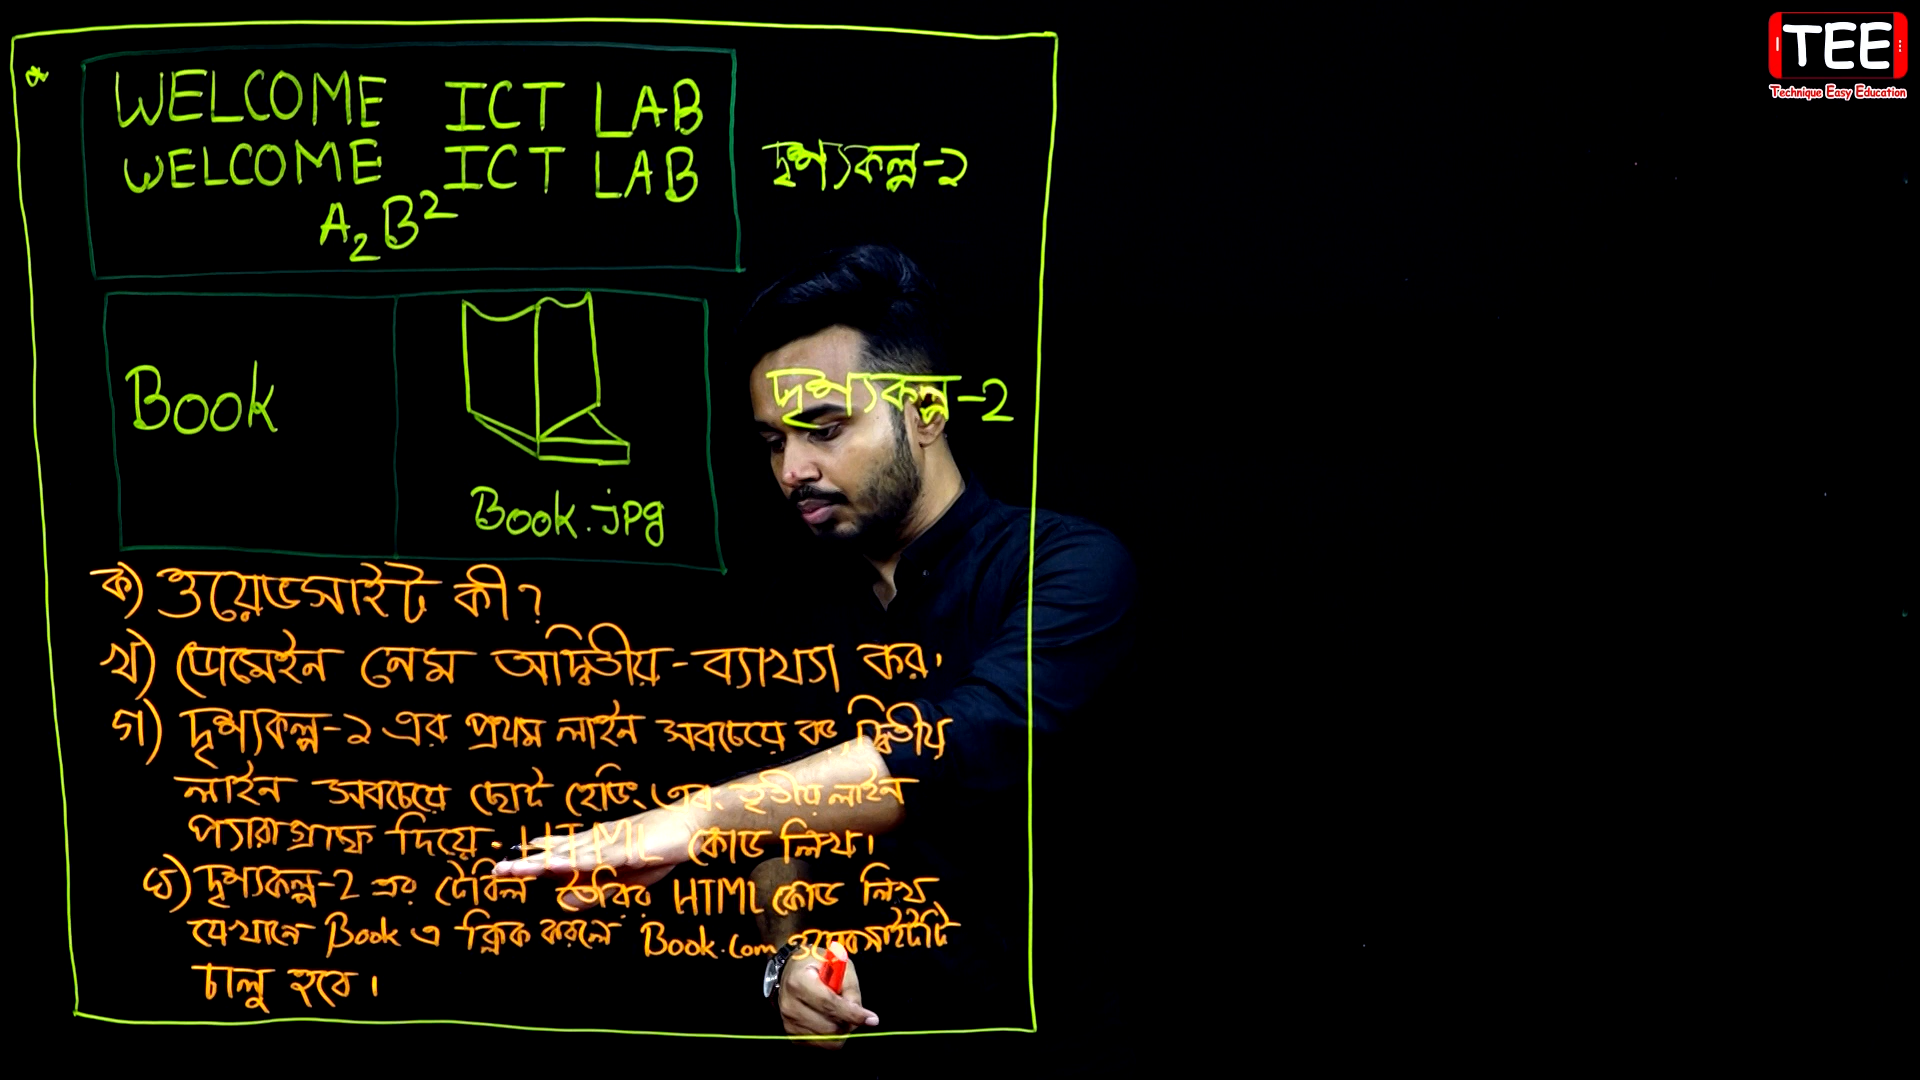 TEE
Technique Easy Education
WELCOME ICT LAB
WELCOME ICT LAB
A₂B²
দৃশ্যকল্প-১
Book
Book.jpg
দৃশ্যকল্প-2
ক) ওয়েবসাইট কী?
খ) ডোমেইন নেম অদ্বিতীয়-ব্যাখ্যা কর।
গ) দৃশ্যকল্প-১ এর প্রথম লাইন সবচেয়ে বড় দ্বিতীয়
লাইন সবচেয়ে ছোট হেডিং এবং তৃতীয় লাইন
প্যারাগ্রাফ দিয়ে HTML কোড লিখ।
ঘ) দৃশ্যকল্প-2 এর টেবিল তৈরির HTML কোড লিখ
যেখানে Book এ ক্লিক করলে Book.com ওয়েবসাইটটি
চালু হবে।